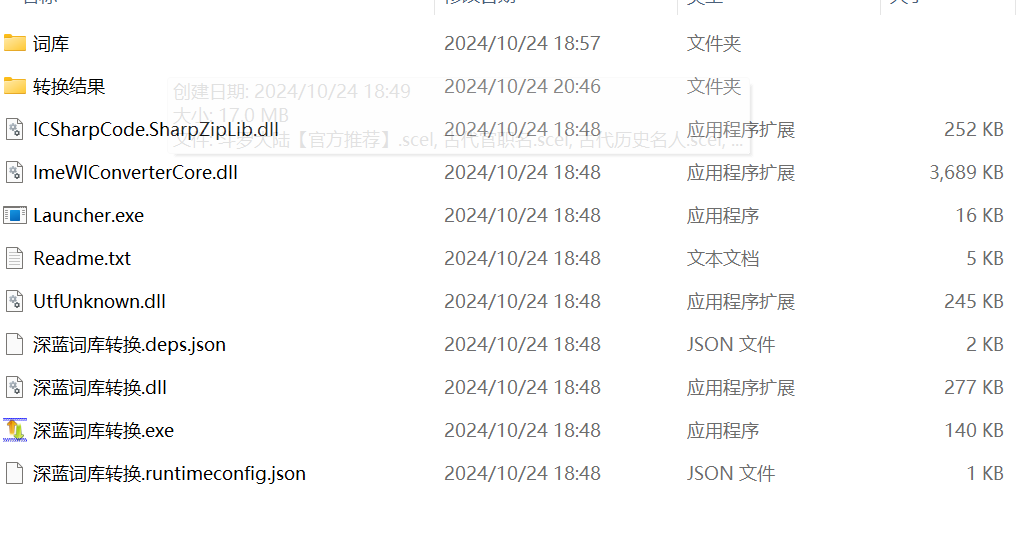 名称 修改日期 类型 大小
词库 2024/10/24 18:57 文件夹
转换结果 2024/10/24 20:46 文件夹
创建日期: 2024/10/24 18:49
大小: 17.0 MB
ICSharpCode.SharpZipLib.dll 2024/10/24 18:48 应用程序扩展 252 KB
文件: 斗罗大陆【官方推荐】.scel, 古代官职名.scel, 古代历史名人.scel, ...
ImeWlConverterCore.dll 2024/10/24 18:48 应用程序扩展 3,689 KB
Launcher.exe 2024/10/24 18:48 应用程序 16 KB
Readme.txt 2024/10/24 18:48 文本文档 5 KB
UtfUnknown.dll 2024/10/24 18:48 应用程序扩展 245 KB
深蓝词库转换.deps.json 2024/10/24 18:48 JSON 文件 2 KB
深蓝词库转换.dll 2024/10/24 18:48 应用程序扩展 277 KB
深蓝词库转换.exe 2024/10/24 18:48 应用程序 140 KB
深蓝词库转换.runtimeconfig.json 2024/10/24 18:48 JSON 文件 1 KB